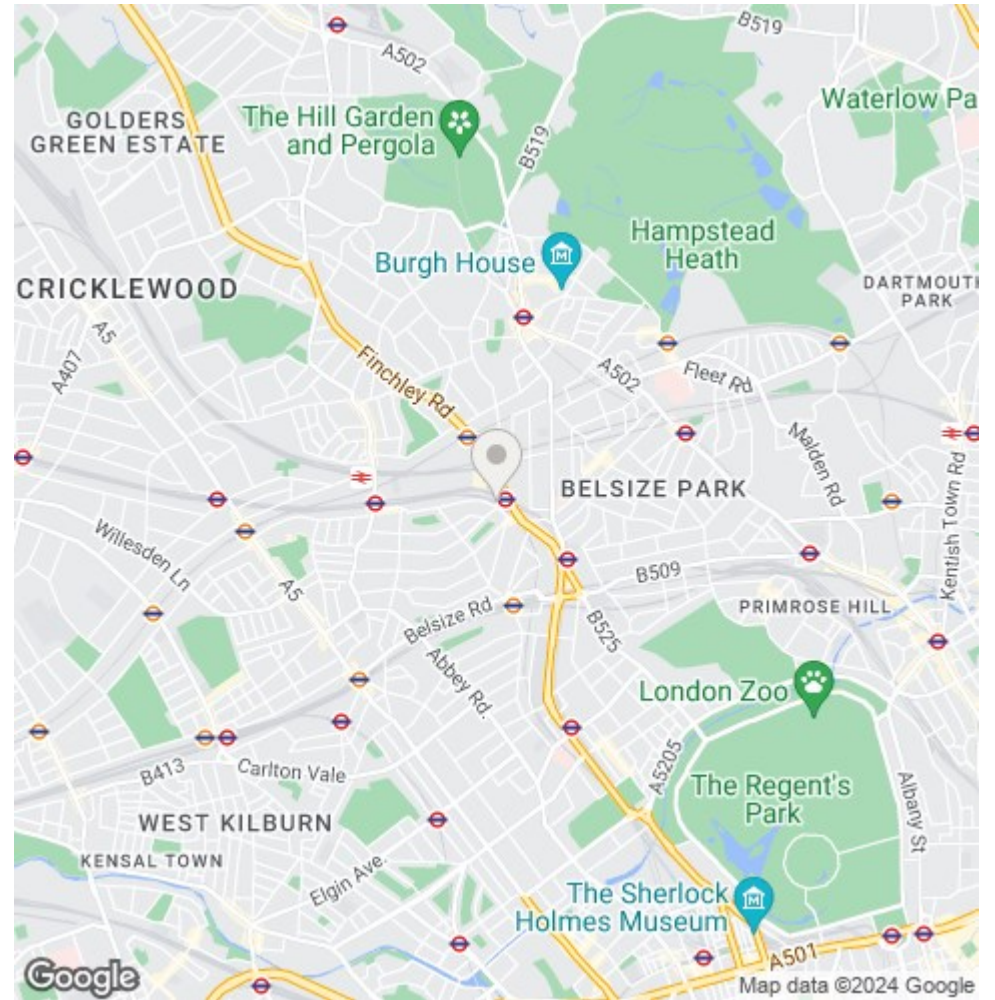 B519
A502
Waterlow Pa
GOLDERS
GREEN ESTATE
The Hill Garden
and Pergola
B519
Hampstead
Heath
Burgh House
CRICKLEWOOD
DARTMOUTH
PARK
A5
A407
Finchley Rd
A502
Fleet Rd
Malden Rd
BELSIZE PARK
Kentish Town Rd
Willesden Ln
A5
B509
PRIMROSE HILL
Belsize Rd
B525
Abbey Rd.
London Zoo
A5205
B413
Carlton Vale
The Regent's
Park
Albany St
WEST KILBURN
KENSAL TOWN
Elgin Ave.
The Sherlock
Holmes Museum
A501
Google
Map data ©2024 Google